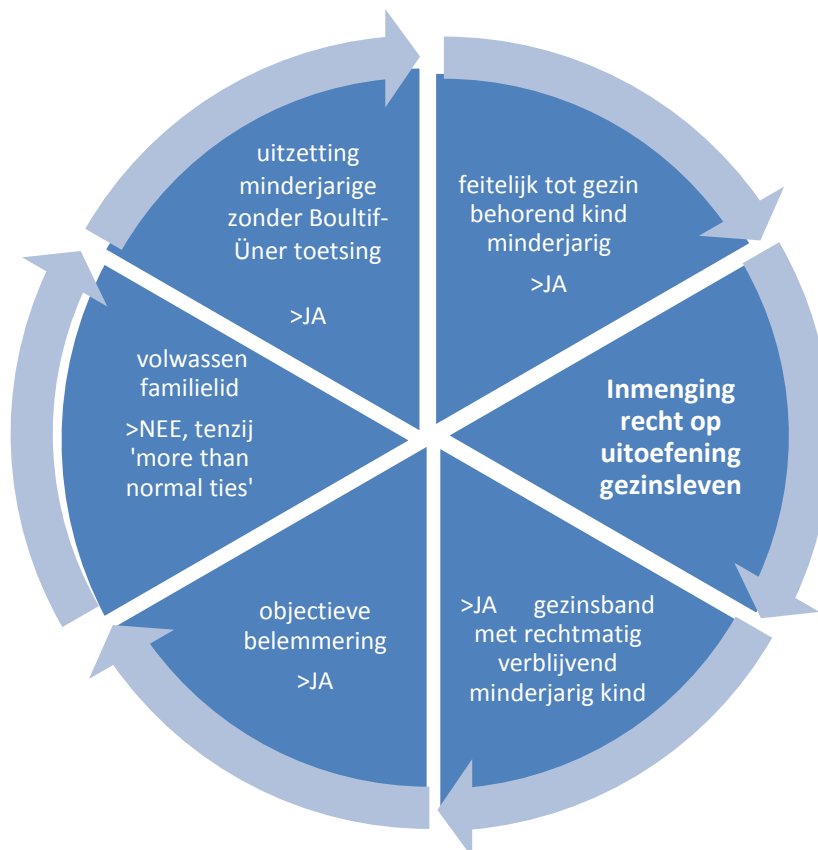 uitzetting
minderjarige
zonder Boultif-
Üner toetsing
>JA
feitelijk tot gezin
behorend kind
minderjarig
>JA
Inmenging
recht op
uitoefening
gezinsleven
>JA gezinsband
met rechtmatig
verblijvend
minderjarig kind
objectieve
belemmering
>JA
volwassen
familielid
>NEE, tenzij
'more than
normal ties'